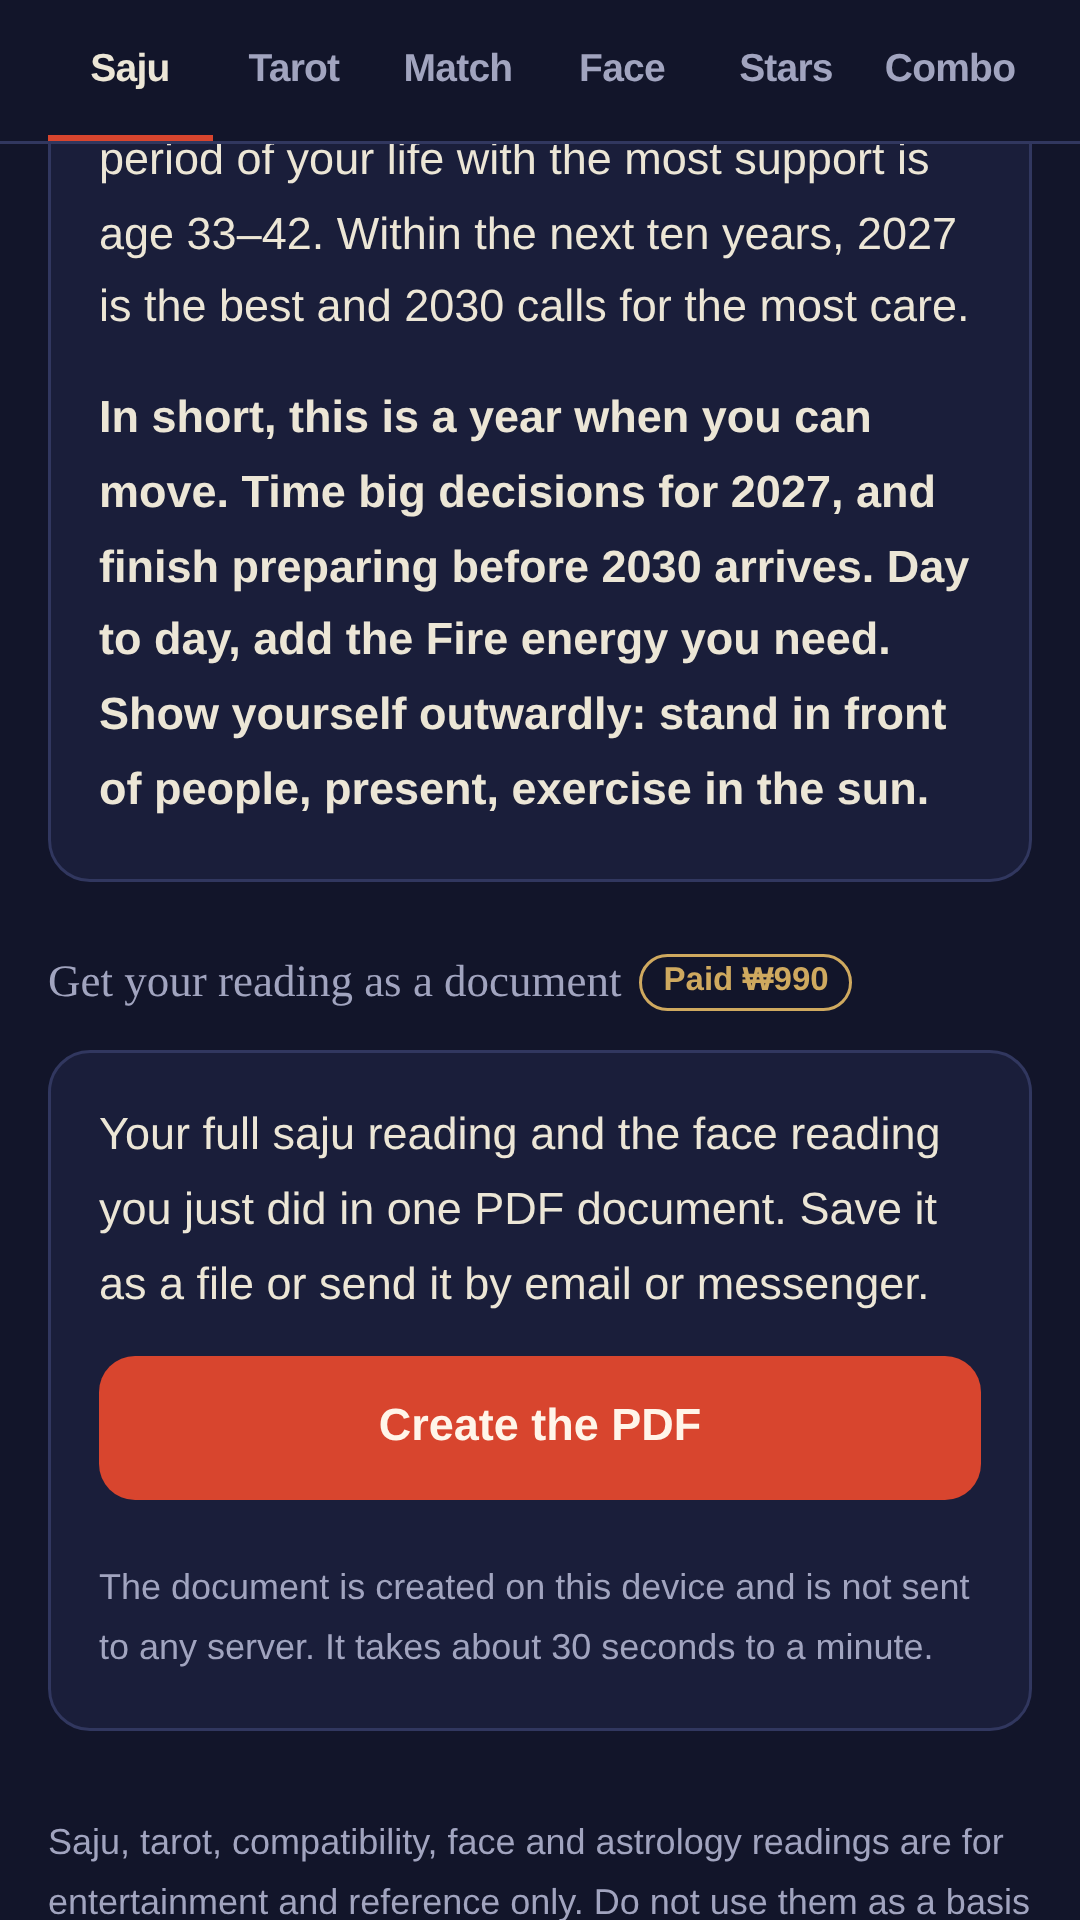 Saju Tarot Match Face Stars Combo
period of your life with the most support is
age 33–42. Within the next ten years, 2027
is the best and 2030 calls for the most care.
In short, this is a year when you can
move. Time big decisions for 2027, and
finish preparing before 2030 arrives. Day
to day, add the Fire energy you need.
Show yourself outwardly: stand in front
of people, present, exercise in the sun.
Get your reading as a document Paid ₩990
Your full saju reading and the face reading
you just did in one PDF document. Save it
as a file or send it by email or messenger.
Create the PDF
The document is created on this device and is not sent
to any server. It takes about 30 seconds to a minute.
Saju, tarot, compatibility, face and astrology readings are for
entertainment and reference only. Do not use them as a basis